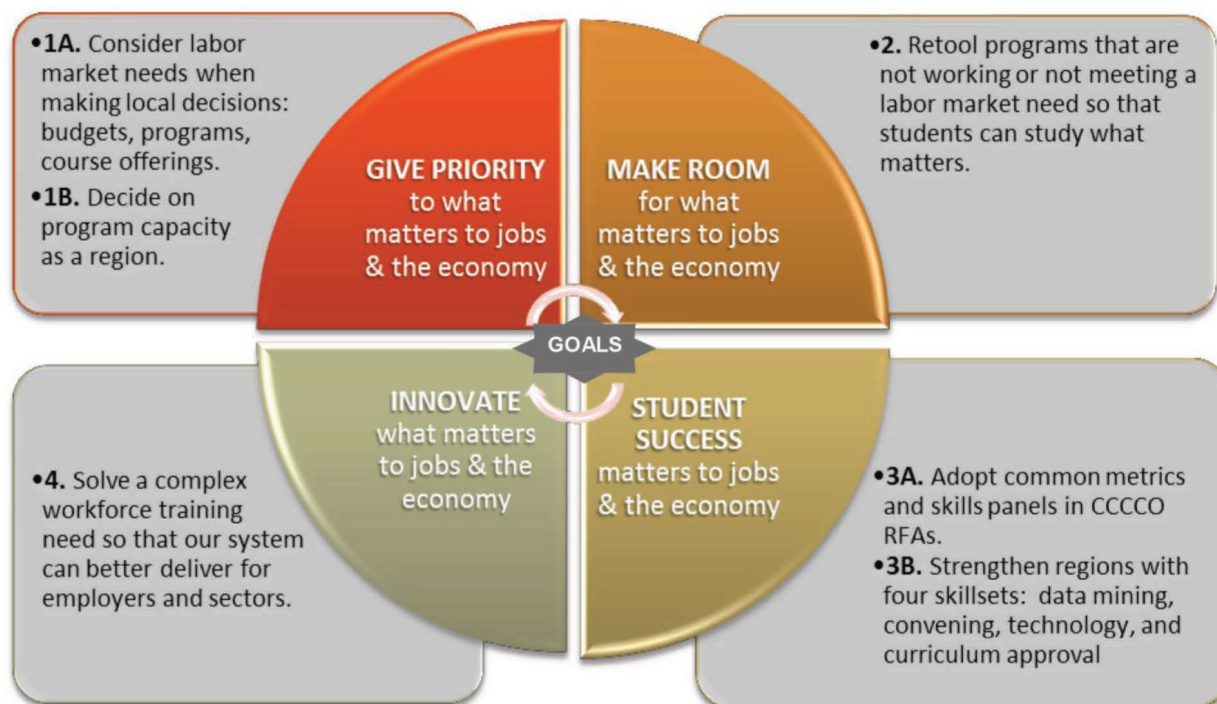 •1A. Consider labor
market needs when
making local decisions:
budgets, programs,
course offerings.
•1B. Decide on
program capacity
as a region.
GIVE PRIORITY
to what
matters to jobs
& the economy
MAKE ROOM
for what
matters to jobs
& the economy
•2. Retool programs that are
not working or not meeting a
labor market need so that
students can study what
matters.
GOALS
•4. Solve a complex
workforce training
need so that our system
can better deliver for
employers and sectors.
INNOVATE
what matters
to jobs & the
economy
STUDENT
SUCCESS
matters to jobs
& the economy
•3A. Adopt common metrics
and skills panels in CCCCO
RFAs.
•3B. Strengthen regions with
four skillsets:  data mining,
convening, technology, and
curriculum approval